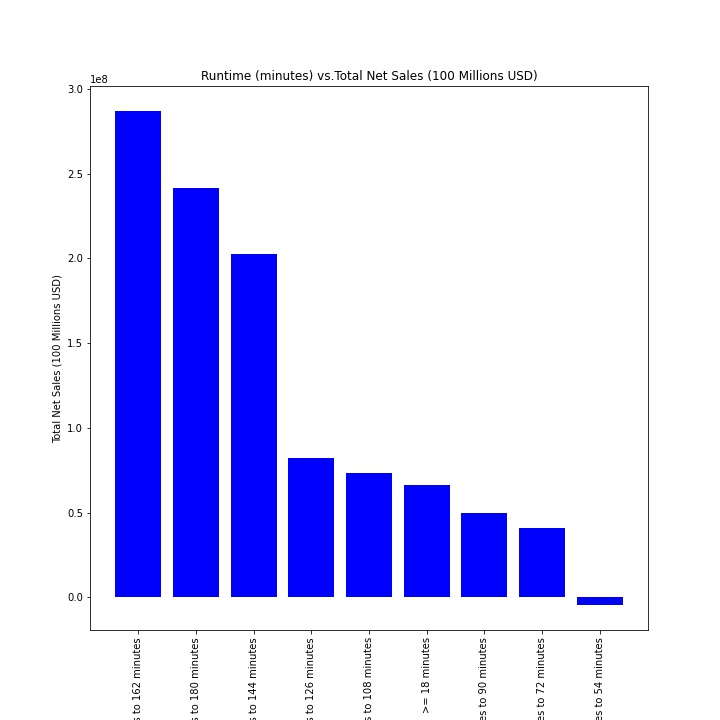 Runtime (minutes) vs.Total Net Sales (100 Millions USD)
1e8
3.0
2.5
2.0
1.5
1.0
0.5
0.0
Total Net Sales (100 Millions USD)
s to 162 minutes
s to 180 minutes
s to 144 minutes
s to 126 minutes
s to 108 minutes
>= 18 minutes
es to 90 minutes
es to 72 minutes
es to 54 minutes